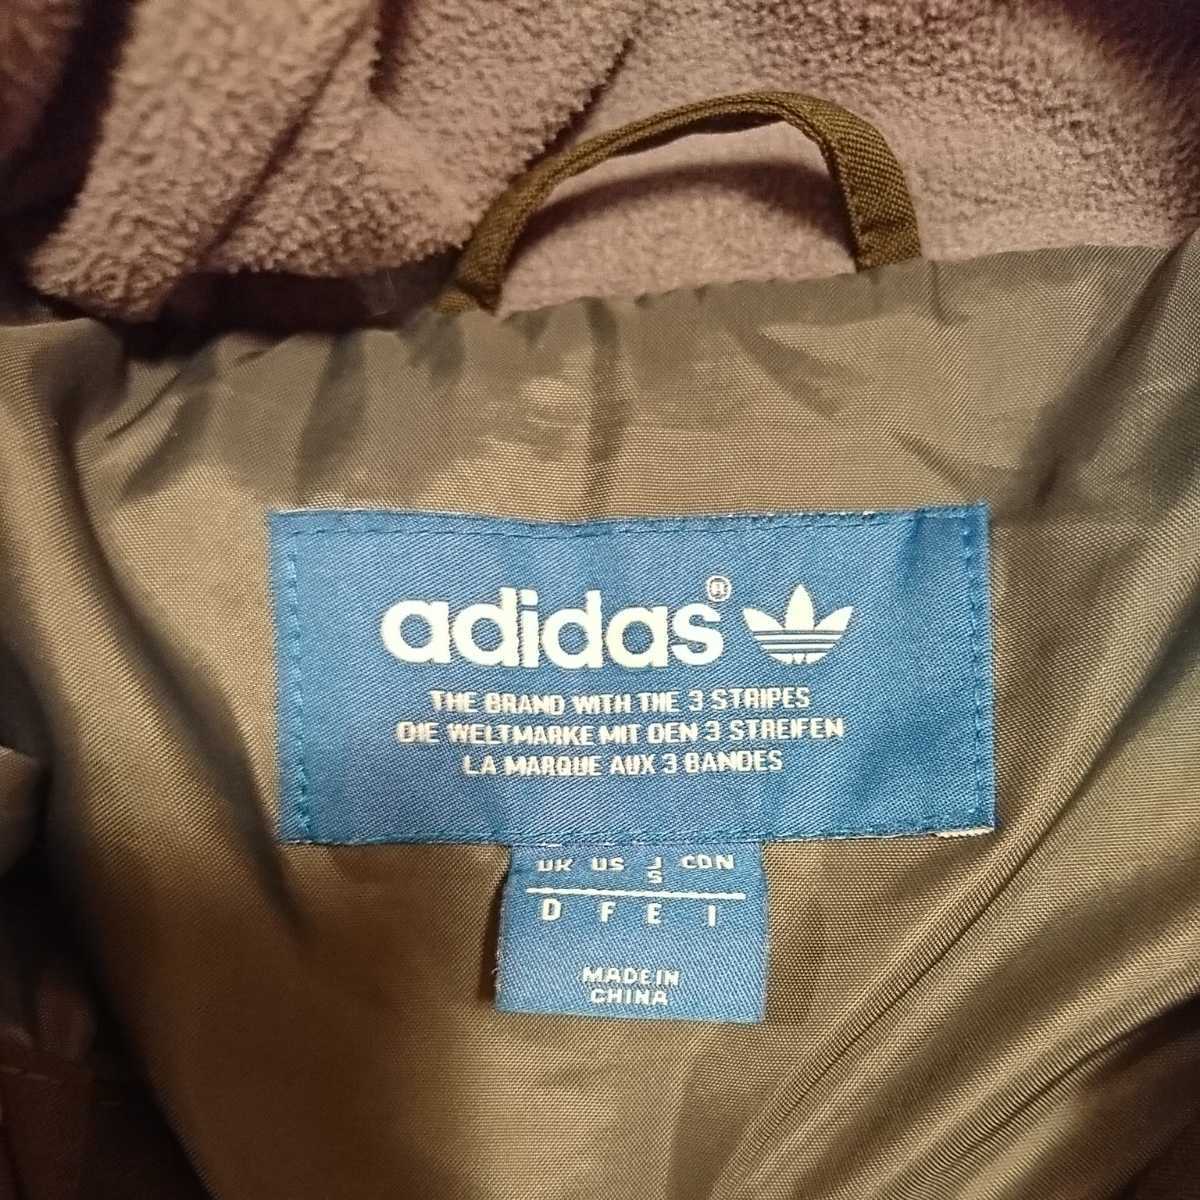 adidas®
THE BRAND WITH THE 3 STRIPES
DIE WELTMARKE MIT DEN 3 STREIFEN
LA MARQUE AUX 3 BANDES
UK US J CDN
S
D F E I
MADE IN
CHINA